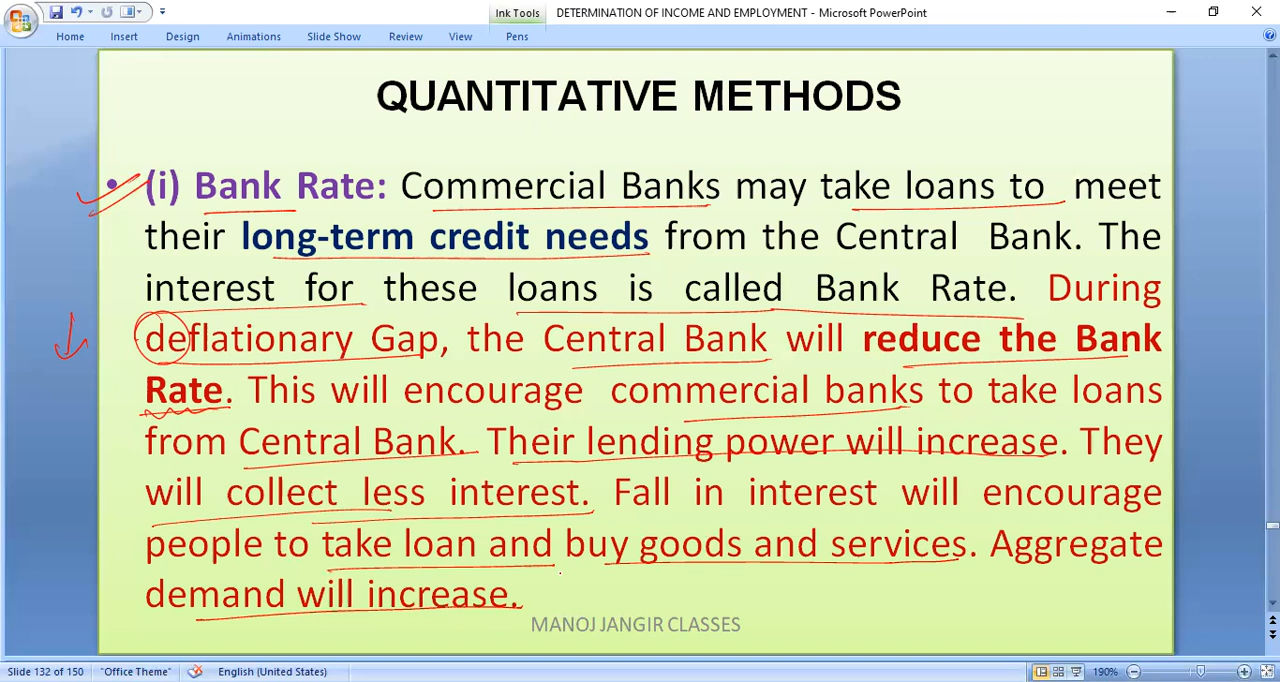 Ink Tools
DETERMINATION OF INCOME AND EMPLOYMENT - Microsoft PowerPoint
Home Insert Design Animations Slide Show Review View Pens
QUANTITATIVE METHODS
• (i) Bank Rate: Commercial Banks may take loans to meet
their long-term credit needs from the Central Bank. The
interest for these loans is called Bank Rate. During
deflationary Gap, the Central Bank will reduce the Bank
Rate. This will encourage commercial banks to take loans
from Central Bank. Their lending power will increase. They
will collect less interest. Fall in interest will encourage
people to take loan and buy goods and services. Aggregate
demand will increase.
MANOJ JANGIR CLASSES
Slide 132 of 150 "Office Theme" English (United States) 190%